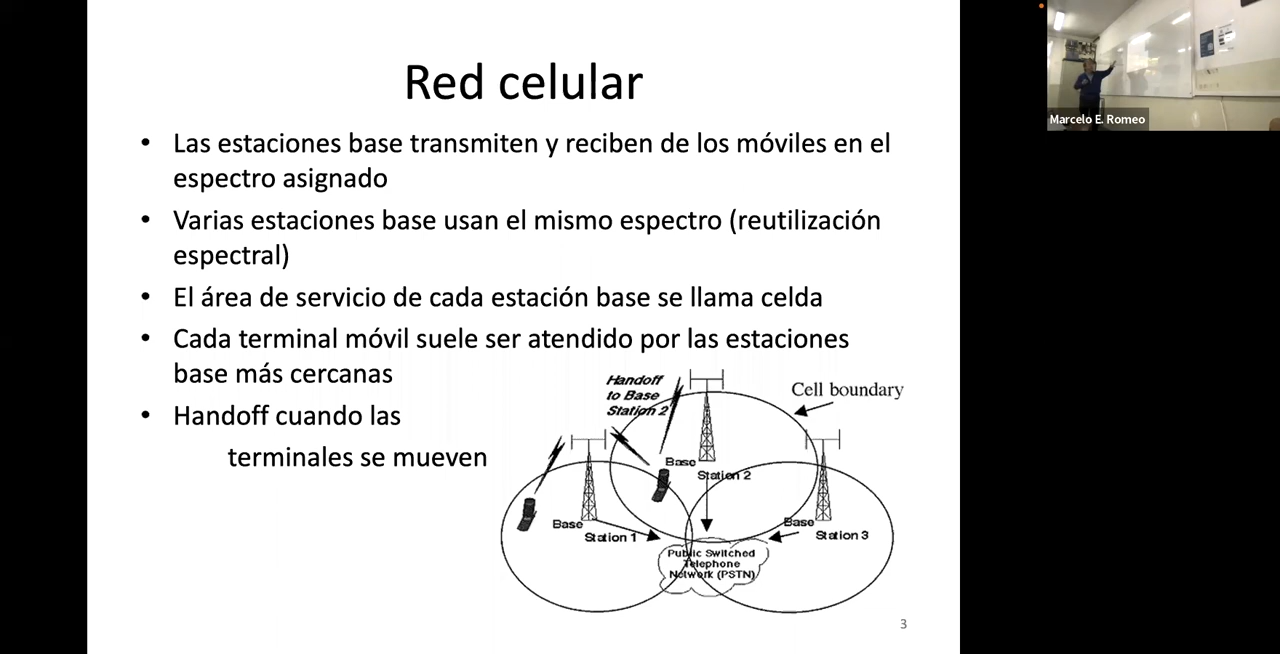 Red celular
• Las estaciones base transmiten y reciben de los móviles en el
espectro asignado
• Varias estaciones base usan el mismo espectro (reutilización
espectral)
• El área de servicio de cada estación base se llama celda
• Cada terminal móvil suele ser atendido por las estaciones
base más cercanas
• Handoff cuando las
terminales se mueven
Handoff
to Base
Station 2
Cell boundary
Base
Station 2
Base
Station 1
Base
Station 3
Public Switched
Telephone
Network (PSTN)
3
Marcelo E. Romeo